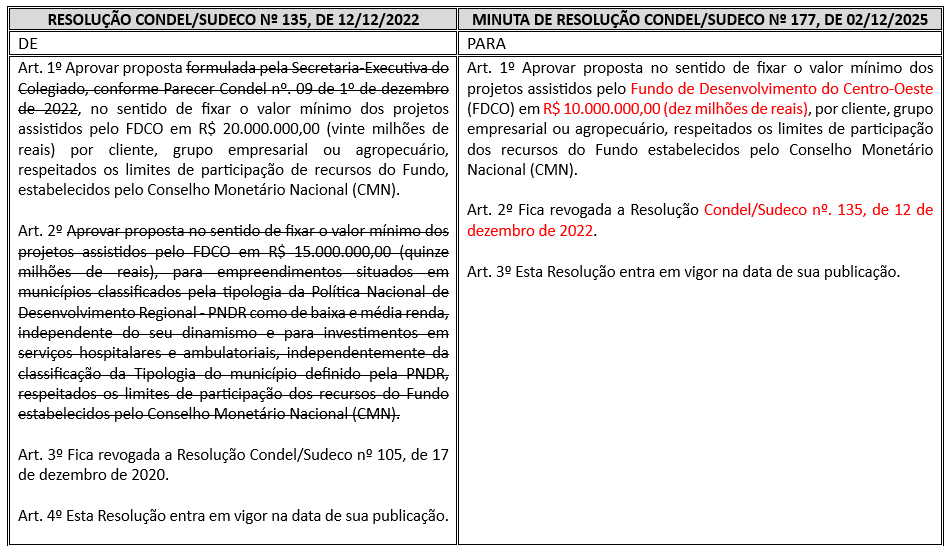 RESOLUÇÃO CONDEL/SUDECO Nº 135, DE 12/12/2022
DE
Art. 1º Aprovar proposta formulada pela Secretaria-Executiva do
Colegiado, conforme Parecer Condel nº. 09 de 1º de dezembro
de 2022, no sentido de fixar o valor mínimo dos projetos
assistidos pelo FDCO em R$ 20.000.000,00 (vinte milhões de
reais) por cliente, grupo empresarial ou agropecuário,
respeitados os limites de participação de recursos do Fundo,
estabelecidos pelo Conselho Monetário Nacional (CMN).
Art. 2º Aprovar proposta no sentido de fixar o valor mínimo dos
projetos assistidos pelo FDCO em R$ 15.000.000,00 (quinze
milhões de reais), para empreendimentos situados em
municípios classificados pela tipologia da Política Nacional de
Desenvolvimento Regional - PNDR como de baixa e média renda,
independente do seu dinamismo e para investimentos em
serviços hospitalares e ambulatoriais, independentemente da
classificação da Tipologia do município definido pela PNDR,
respeitados os limites de participação dos recursos do Fundo
estabelecidos pelo Conselho Monetário Nacional (CMN).
Art. 3º Fica revogada a Resolução Condel/Sudeco nº 105, de 17
de dezembro de 2020.
Art. 4º Esta Resolução entra em vigor na data de sua publicação.
MINUTA DE RESOLUÇÃO CONDEL/SUDECO Nº 177, DE 02/12/2025
PARA
Art. 1º Aprovar proposta no sentido de fixar o valor mínimo dos
projetos assistidos pelo Fundo de Desenvolvimento do Centro-Oeste
(FDCO) em R$ 10.000.000,00 (dez milhões de reais), por cliente, grupo
empresarial ou agropecuário, respeitados os limites de participação
dos recursos do Fundo estabelecidos pelo Conselho Monetário
Nacional (CMN).
Art. 2º Fica revogada a Resolução Condel/Sudeco nº. 135, de 12 de
dezembro de 2022.
Art. 3º Esta Resolução entra em vigor na data de sua publicação.